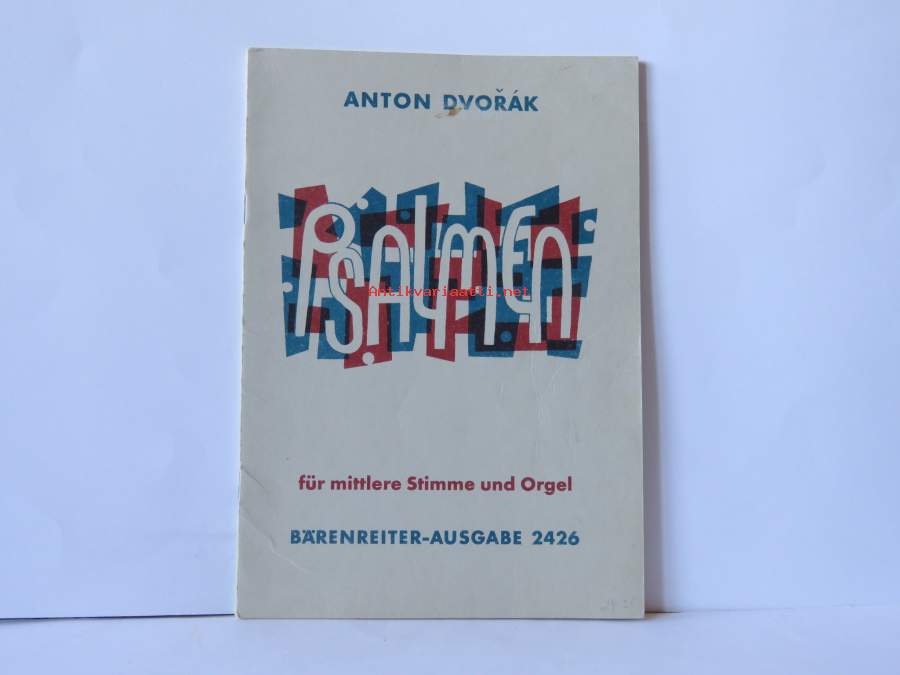 ANTON DVOŘÁK
PSALMEN
Antikvariaatti.net
für mittlere Stimme und Orgel
BÄRENREITER-AUSGABE 2426